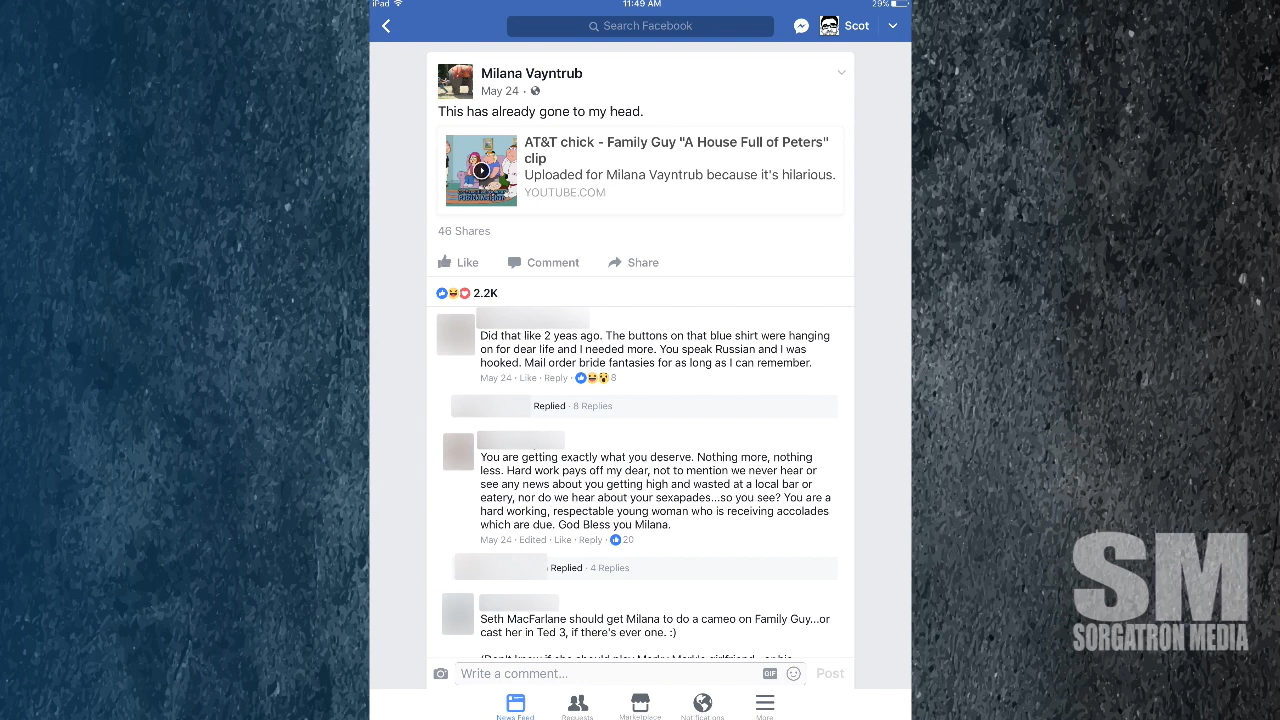 iPad 11:49 AM 29%
Search Facebook Scot
Milana Vayntrub
May 24 ·
This has already gone to my head.
AT&T chick - Family Guy "A House Full of Peters"
clip
Uploaded for Milana Vayntrub because it's hilarious.
YOUTUBE.COM
46 Shares
Like Comment Share
2.2K
Did that like 2 yeas ago. The buttons on that blue shirt were hanging
on for dear life and I needed more. You speak Russian and I was
hooked. Mail order bride fantasies for as long as I can remember.
May 24 · Like · Reply · 8
Replied · 8 Replies
You are getting exactly what you deserve. Nothing more, nothing
less. Hard work pays off my dear, not to mention we never hear or
see any news about you getting high and wasted at a local bar or
eatery, nor do we hear about your sexapades...so you see? You are a
hard working, respectable young woman who is receiving accolades
which are due. God Bless you Milana.
May 24 · Edited · Like · Reply · 20
Replied · 4 Replies
Seth MacFarlane should get Milana to do a cameo on Family Guy...or
cast her in Ted 3, if there's ever one. :)
Write a comment... GIF Post
News Feed Requests Marketplace Notifications More
SM
SORGATRON MEDIA